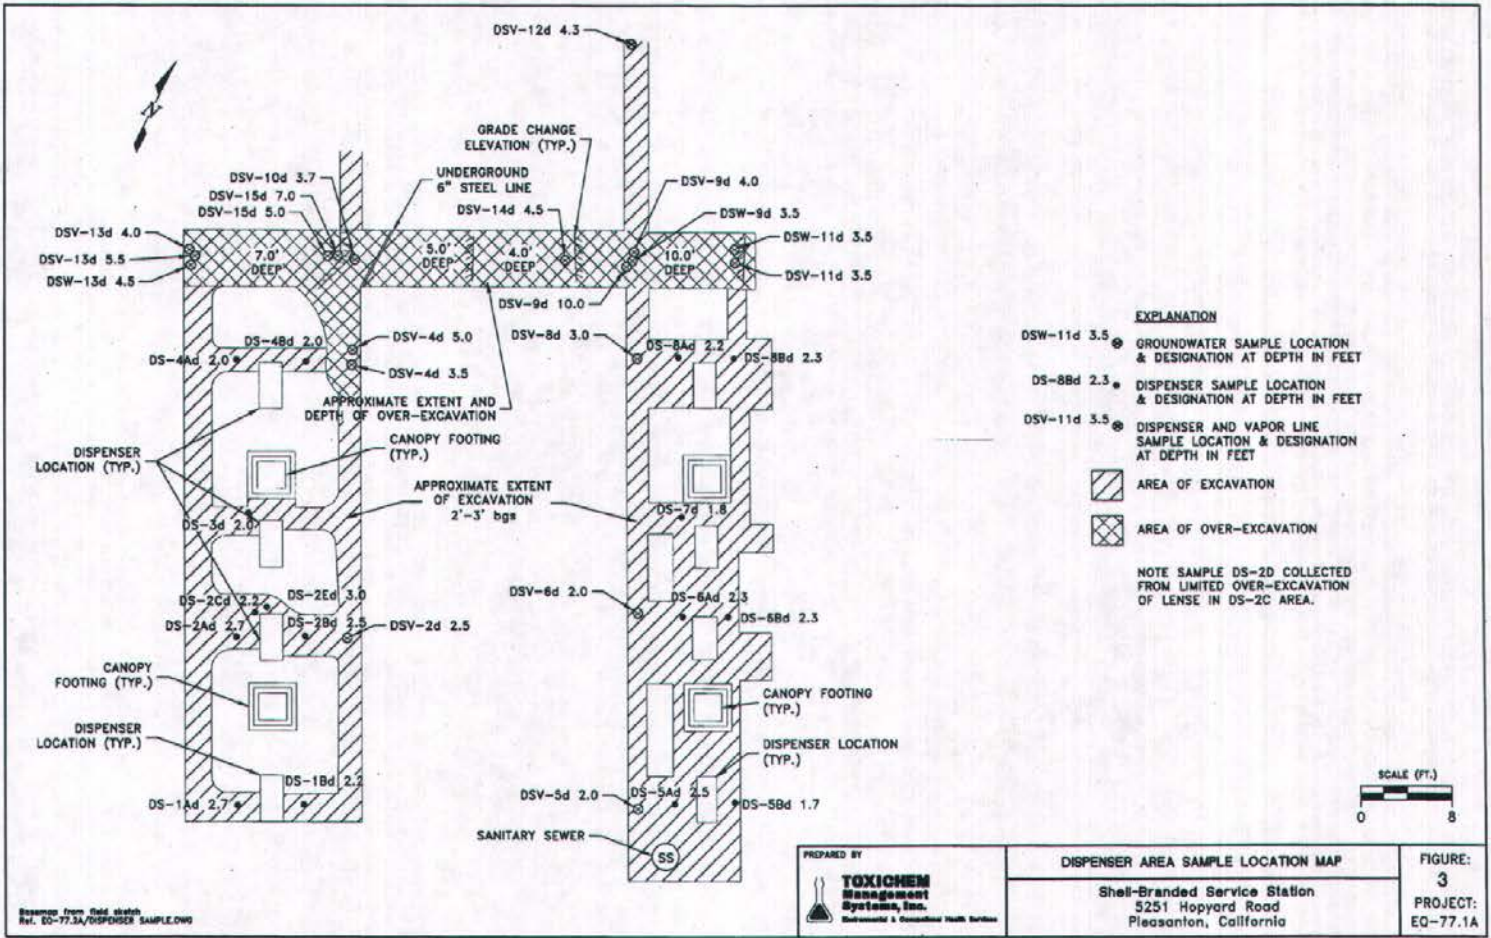 DSV-12d 4.3
N
GRADE CHANGE
ELEVATION (TYP.)
UNDERGROUND
6" STEEL LINE
DSV-10d 3.7
DSV-15d 7.0
DSV-15d 5.0
DSV-14d 4.5
DSV-9d 4.0
DSW-9d 3.5
DSW-11d 3.5
DSV-13d 4.0
DSV-13d 5.5
DSW-13d 4.5
7.0'
DEEP
5.0'
DEEP
4.0'
DEEP
10.0'
DEEP
DSV-11d 3.5
DSV-9d 10.0
DSV-8d 3.0
DS-8Ad 2.2
DS-8Bd 2.3
DS-4Bd 2.0
DS-4Ad 2.0
DSV-4d 5.0
DSV-4d 3.5
APPROXIMATE EXTENT AND
DEPTH OF OVER-EXCAVATION
DISPENSER
LOCATION (TYP.)
CANOPY FOOTING
(TYP.)
APPROXIMATE EXTENT
OF EXCAVATION
2'-3' bgs
DS-3d 2.0
DS-7d 1.8
DS-2Cd 2.2
DS-2Ed 3.0
DS-2Ad 2.7
DS-2Bd 2.5
DSV-2d 2.5
DSV-6d 2.0
DS-6Ad 2.3
DS-6Bd 2.3
CANOPY
FOOTING (TYP.)
DISPENSER
LOCATION (TYP.)
CANOPY FOOTING
(TYP.)
DISPENSER LOCATION
(TYP.)
DS-1Bd 2.2
DS-1Ad 2.7
DSV-5d 2.0
DS-5Ad 2.5
DS-5Bd 1.7
SANITARY SEWER
SS
EXPLANATION
DSW-11d 3.5 GROUNDWATER SAMPLE LOCATION
& DESIGNATION AT DEPTH IN FEET
DS-8Bd 2.3 DISPENSER SAMPLE LOCATION
& DESIGNATION AT DEPTH IN FEET
DSV-11d 3.5 DISPENSER AND VAPOR LINE
SAMPLE LOCATION & DESIGNATION
AT DEPTH IN FEET
AREA OF EXCAVATION
AREA OF OVER-EXCAVATION
NOTE SAMPLE DS-2D COLLECTED
FROM LIMITED OVER-EXCAVATION
OF LENSE IN DS-2C AREA.
SCALE (FT.)
0 8
Basemap from field sketch
Ref. EQ-77.2A/DISPENSER SAMPLE.DWG
PREPARED BY
TOXICHEM
Management
Systems, Inc.
Environmental & Occupational Health Services
DISPENSER AREA SAMPLE LOCATION MAP
Shell-Branded Service Station
5251 Hopyard Road
Pleasanton, California
FIGURE:
3
PROJECT:
EQ-77.1A